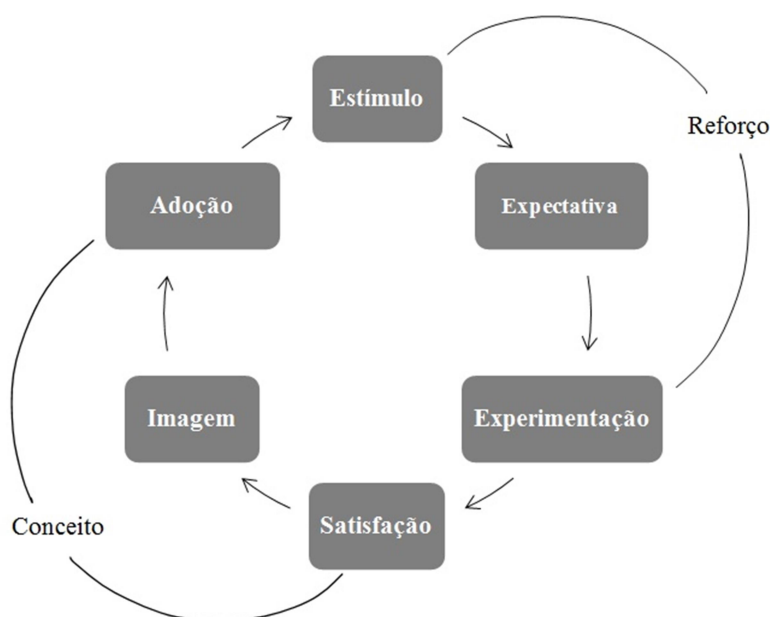 Estímulo
Reforço
Adoção
Expectativa
Imagem
Experimentação
Satisfação
Conceito